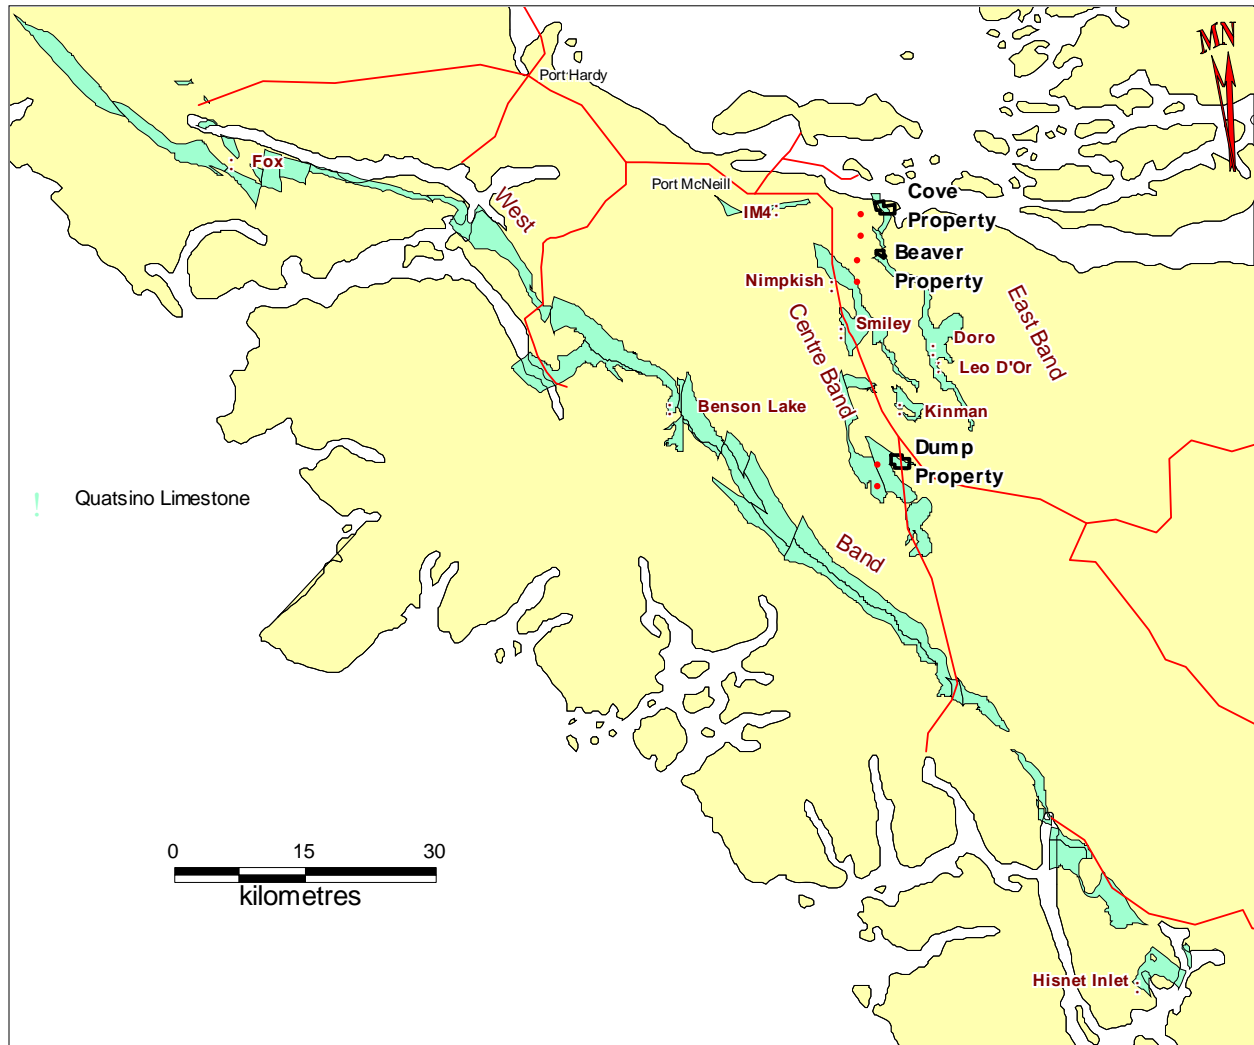 MN
Port Hardy
Fox
West
Port McNeill
IM4
Cove
Property
Beaver
Property
Nimpkish
Smiley
Centre Band
East Band
Doro
Leo D'Or
Benson Lake
Kinman
Dump
Property
! Quatsino Limestone
Band
0 15 30
kilometres
Hisnet Inlet